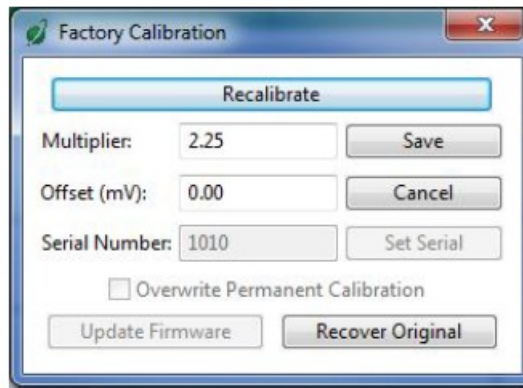 Factory Calibration
Recalibrate
Multiplier: 2.25 Save
Offset (mV): 0.00 Cancel
Serial Number: 1010 Set Serial
Overwrite Permanent Calibration
Update Firmware Recover Original